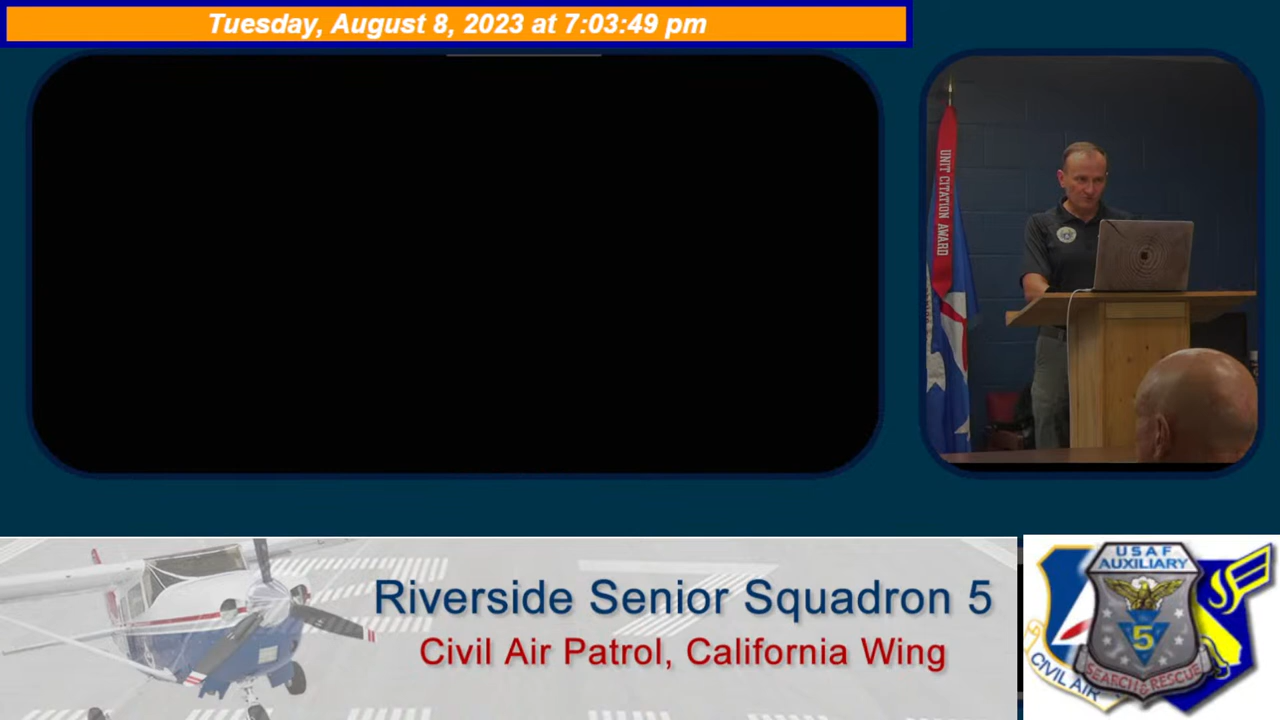 Tuesday, August 8, 2023 at 7:03:49 pm
UNIT CITATION AWARD
Riverside Senior Squadron 5
Civil Air Patrol, California Wing
USAF
AUXILIARY
5
SEARCH & RESCUE
CIVIL AIR